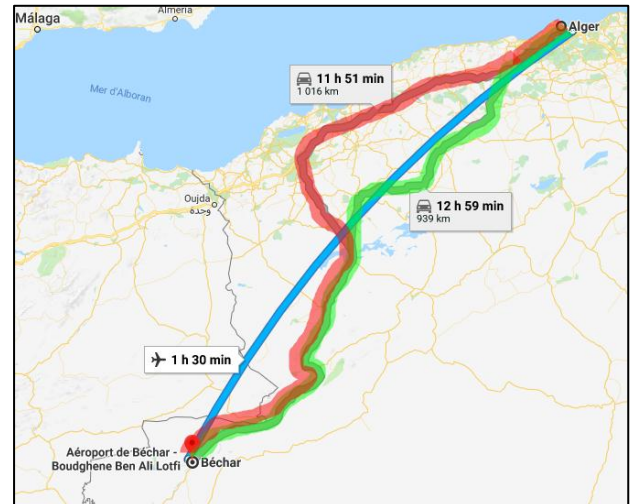 Málaga
Almería
Alger
11 h 51 min
1 016 km
Mer d'Alboran
Oujda
وجدة
12 h 59 min
939 km
1 h 30 min
Aéroport de Béchar -
Boudghene Ben Ali Lotfi
Béchar